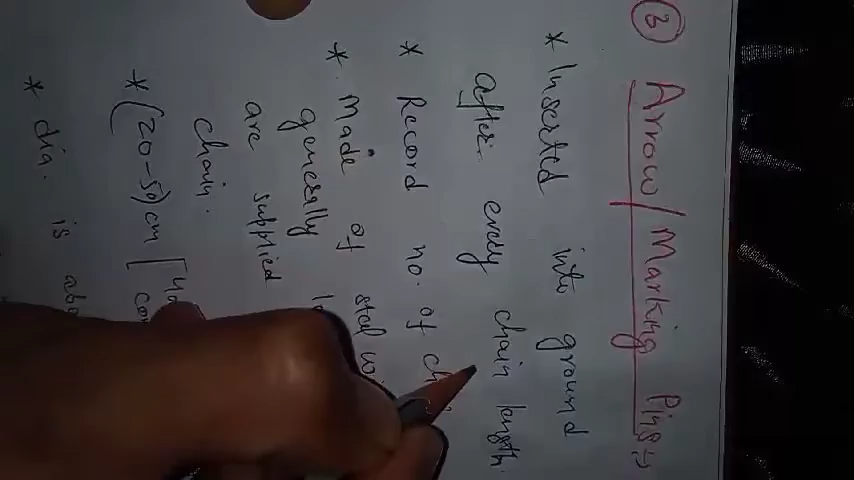 ③ Arrow/Marking Pins:→
* Inserted into ground
after every chain length.
* Record no. of
* Made of steel
generally
are supplied
chain.
* (20-50)cm [
* dia. is